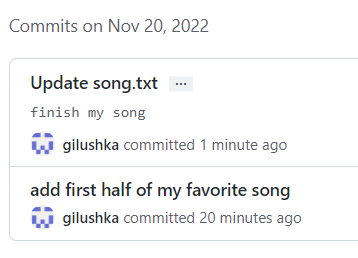 Commits on Nov 20, 2022
Update song.txt ...
finish my song
gilushka committed 1 minute ago
add first half of my favorite song
gilushka committed 20 minutes ago